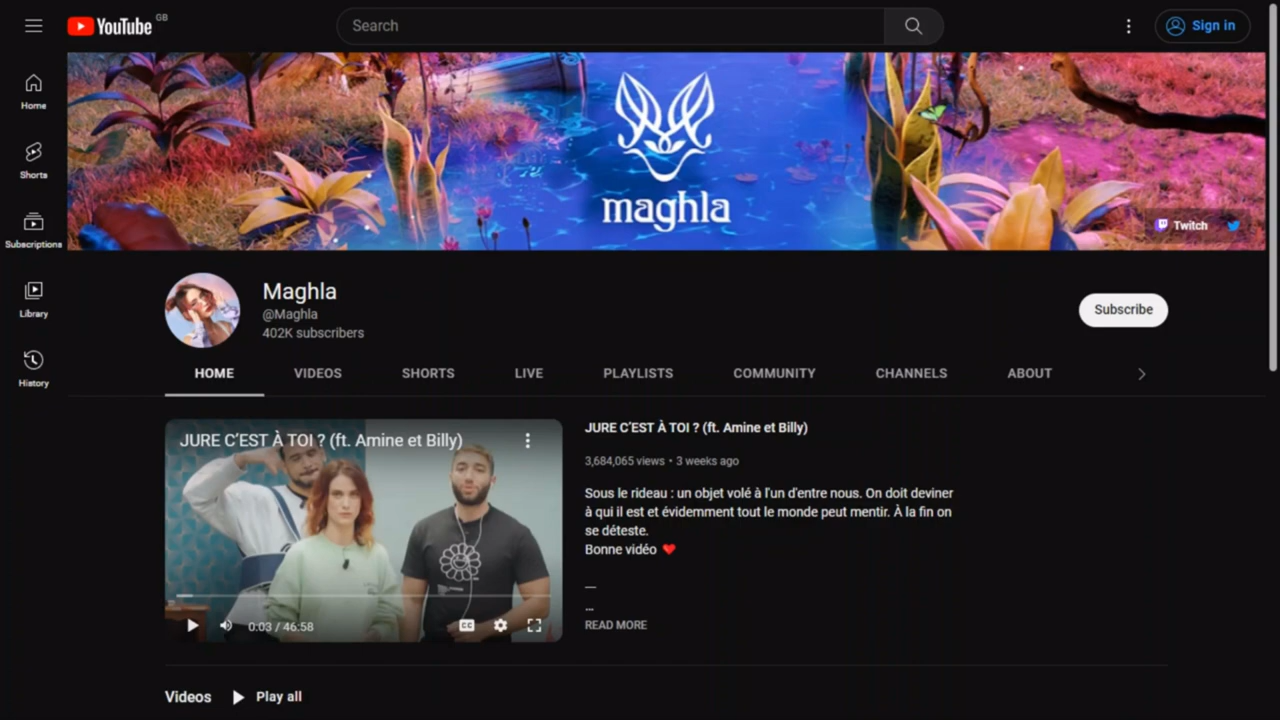 YouTube GB
Search
Sign in
Home
Shorts
Subscriptions
Library
History
maghla
Twitch
Maghla
@Maghla
402K subscribers
Subscribe
HOME VIDEOS SHORTS LIVE PLAYLISTS COMMUNITY CHANNELS ABOUT
JURE C'EST À TOI ? (ft. Amine et Billy)
0:03 / 46:58
CC
JURE C'EST À TOI ? (ft. Amine et Billy)
3,684,065 views • 3 weeks ago
Sous le rideau : un objet volé à l'un d'entre nous. On doit deviner
à qui il est et évidemment tout le monde peut mentir. À la fin on
se déteste.
Bonne vidéo ❤
—
...
READ MORE
Videos Play all